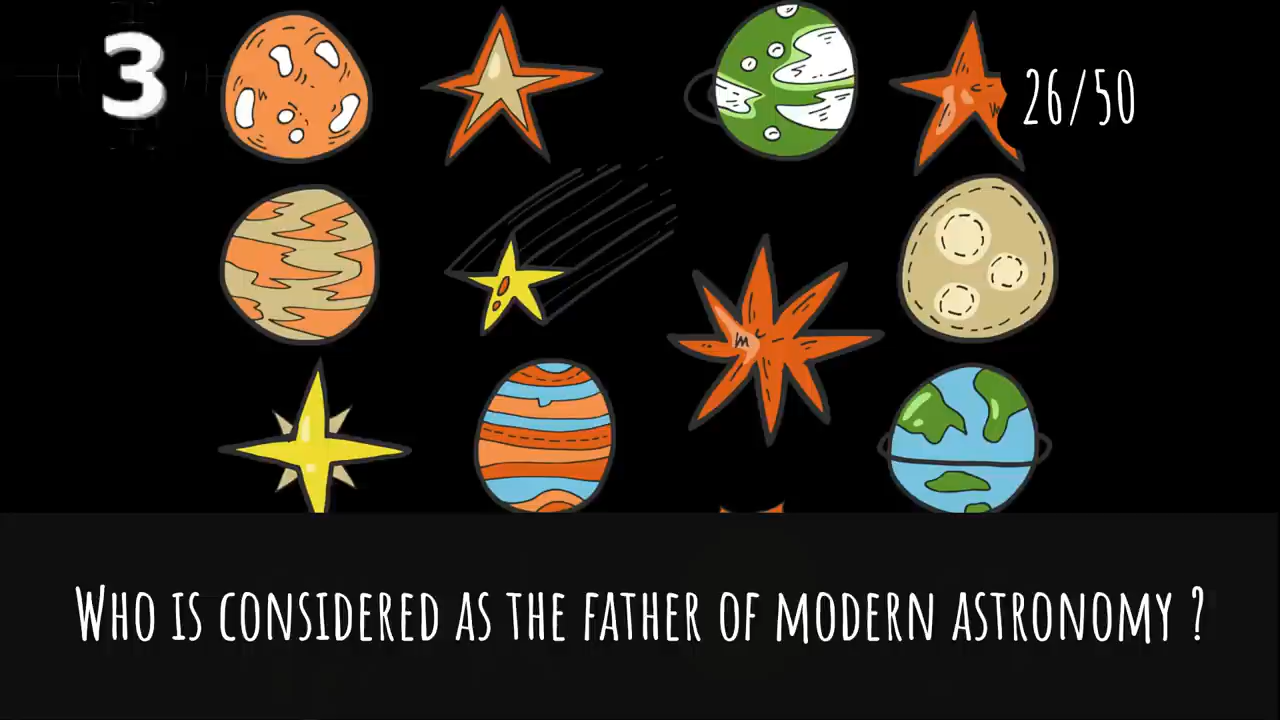 3
26/50
WHO IS CONSIDERED AS THE FATHER OF MODERN ASTRONOMY ?